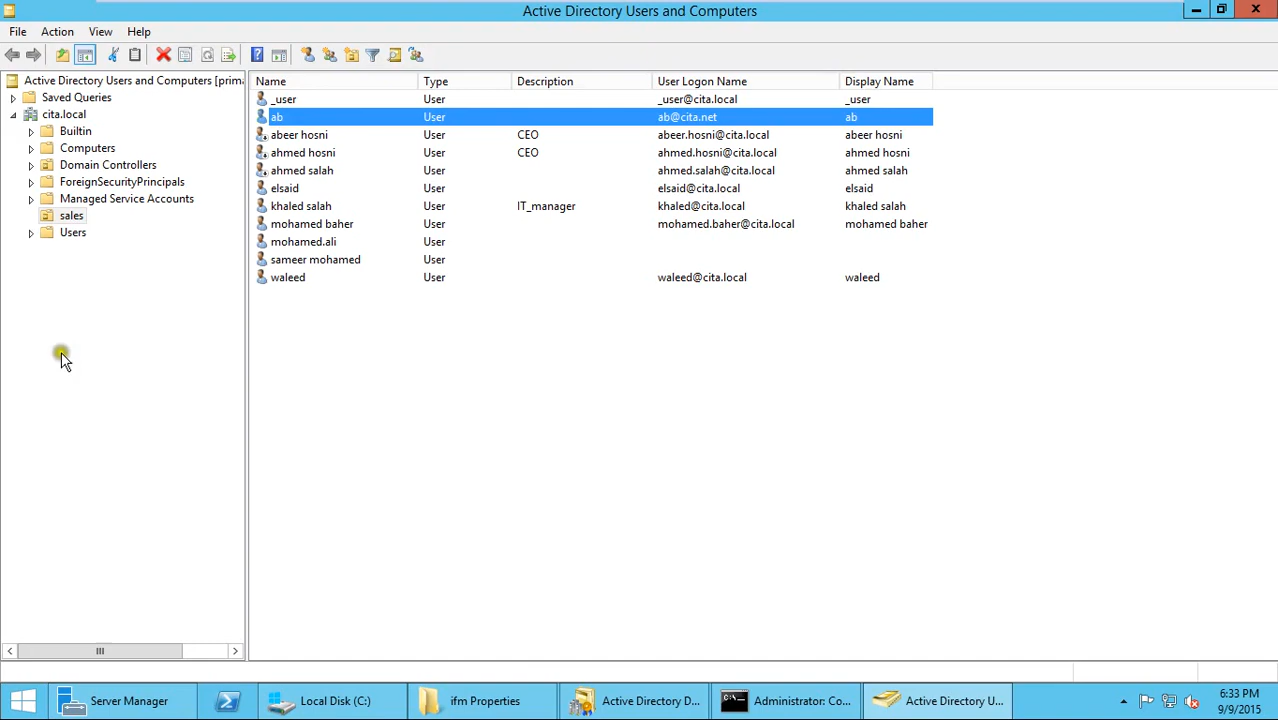 Active Directory Users and Computers
File Action View Help
Active Directory Users and Computers [prima
Saved Queries
cita.local
Builtin
Computers
Domain Controllers
ForeignSecurityPrincipals
Managed Service Accounts
sales
Users
Name Type Description User Logon Name Display Name
_user User _user@cita.local _user
ab User ab@cita.net ab
abeer hosni User CEO abeer.hosni@cita.local abeer hosni
ahmed hosni User CEO ahmed.hosni@cita.local ahmed hosni
ahmed salah User ahmed.salah@cita.local ahmed salah
elsaid User elsaid@cita.local elsaid
khaled salah User IT_manager khaled@cita.local khaled salah
mohamed baher User mohamed.baher@cita.local mohamed baher
mohamed.ali User
sameer mohamed User
waleed User waleed@cita.local waleed
Server Manager Local Disk (C:) ifm Properties Active Directory D... Administrator: Co... Active Directory U...
6:33 PM
9/9/2015